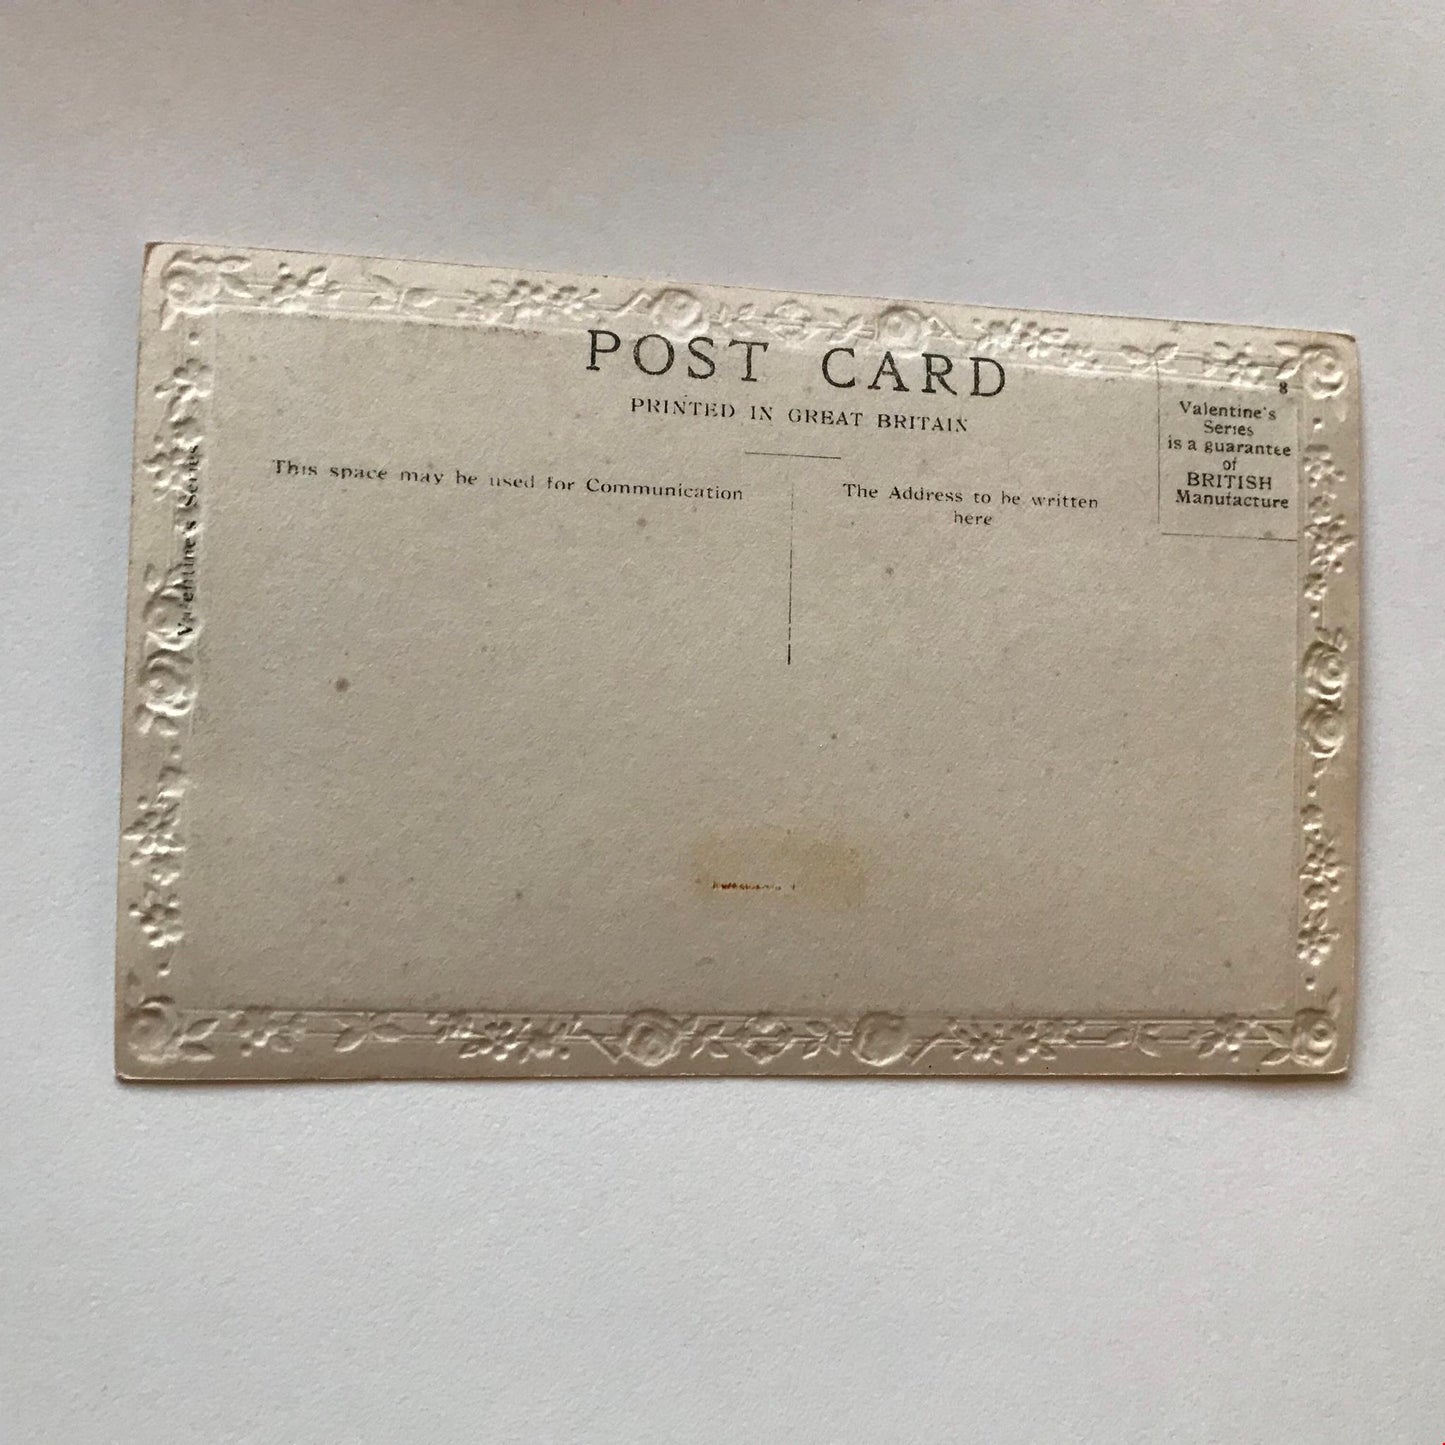 POST CARD
PRINTED IN GREAT BRITAIN
This space may be used for Communication
The Address to be written
here
8
Valentine's
Series
is a guarantee
of
BRITISH
Manufacture
Valentine's Series